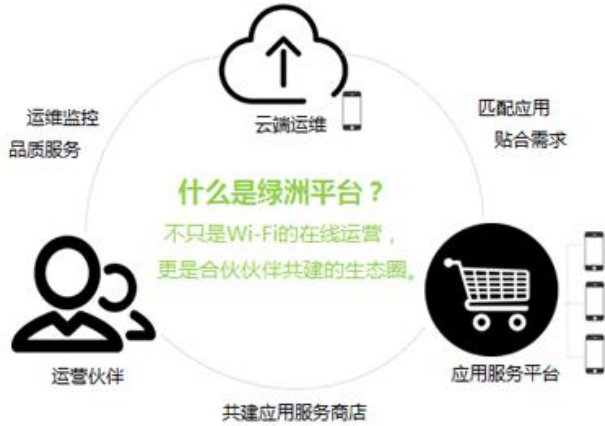 云端运维
运维监控
品质服务
匹配应用
贴合需求
什么是绿洲平台？
不只是Wi-Fi的在线运营，
更是合伙伙伴共建的生态圈。
运营伙伴
应用服务平台
共建应用服务商店